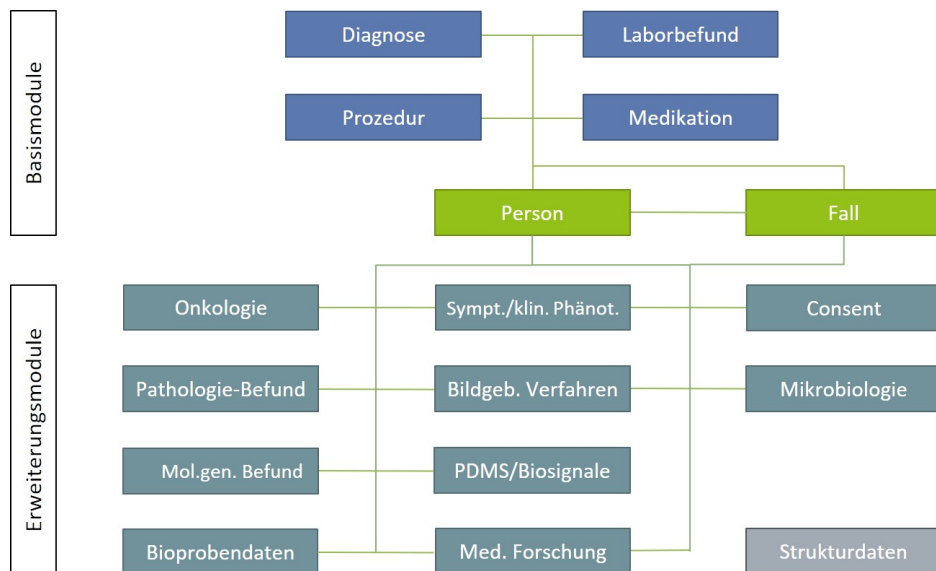 Basismodule
Diagnose
Laborbefund
Prozedur
Medikation
Person
Fall
Erweiterungsmodule
Onkologie
Sympt./klin. Phänot.
Consent
Pathologie-Befund
Bildgeb. Verfahren
Mikrobiologie
Mol.gen. Befund
PDMS/Biosignale
Bioprobendaten
Med. Forschung
Strukturdaten